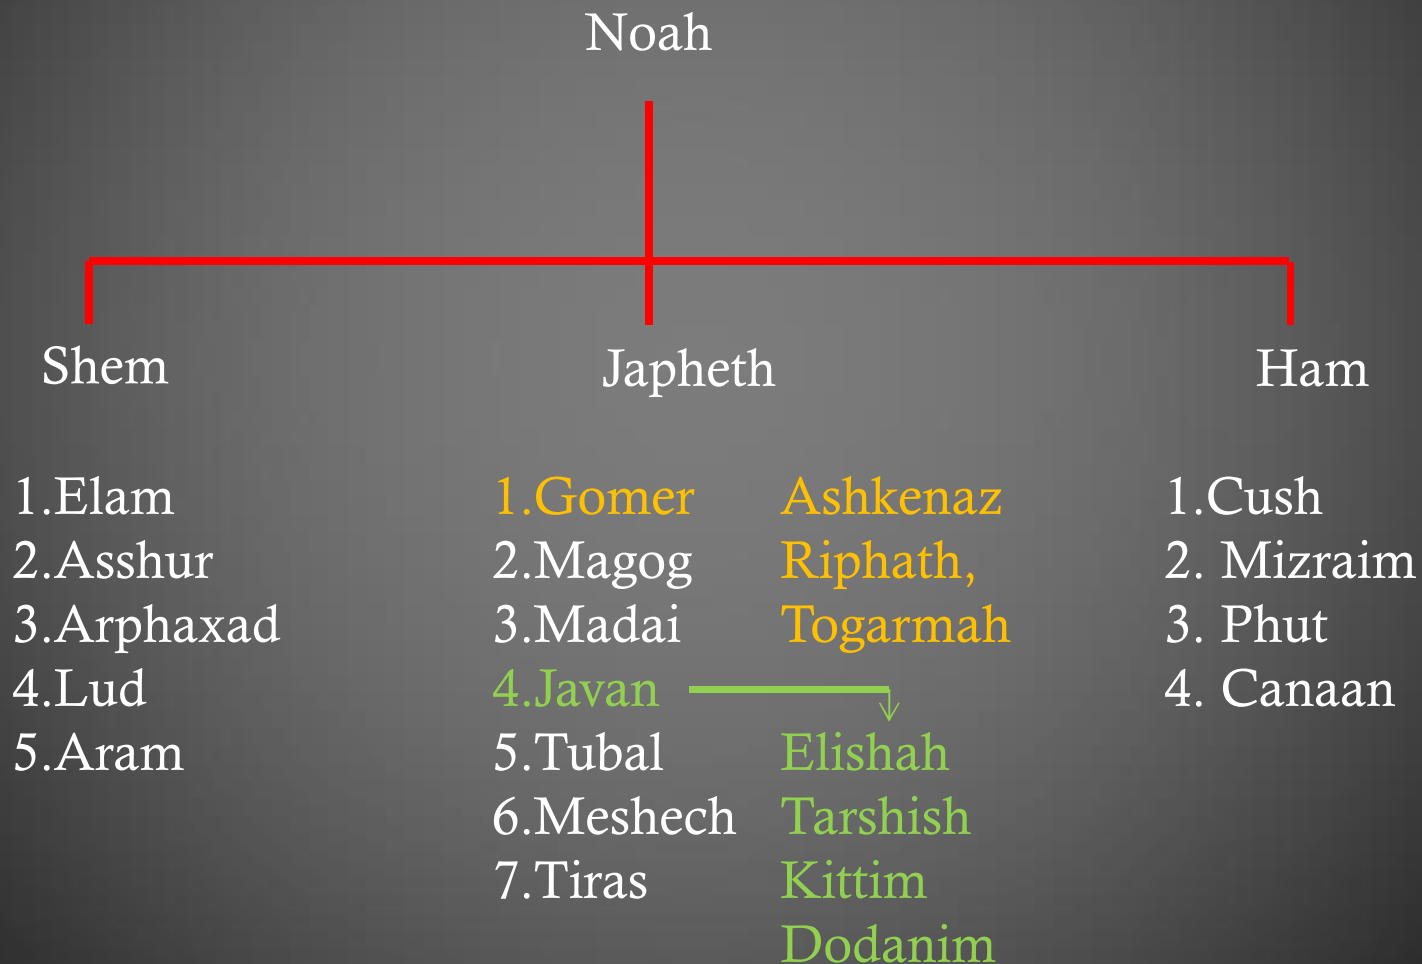 Noah
Shem
Japheth
Ham
1.Elam
2.Asshur
3.Arphaxad
4.Lud
5.Aram
1.Gomer
2.Magog
3.Madai
4.Javan
5.Tubal
6.Meshech
7.Tiras
Ashkenaz
Riphath,
Togarmah
Elishah
Tarshish
Kittim
Dodanim
1.Cush
2. Mizraim
3. Phut
4. Canaan